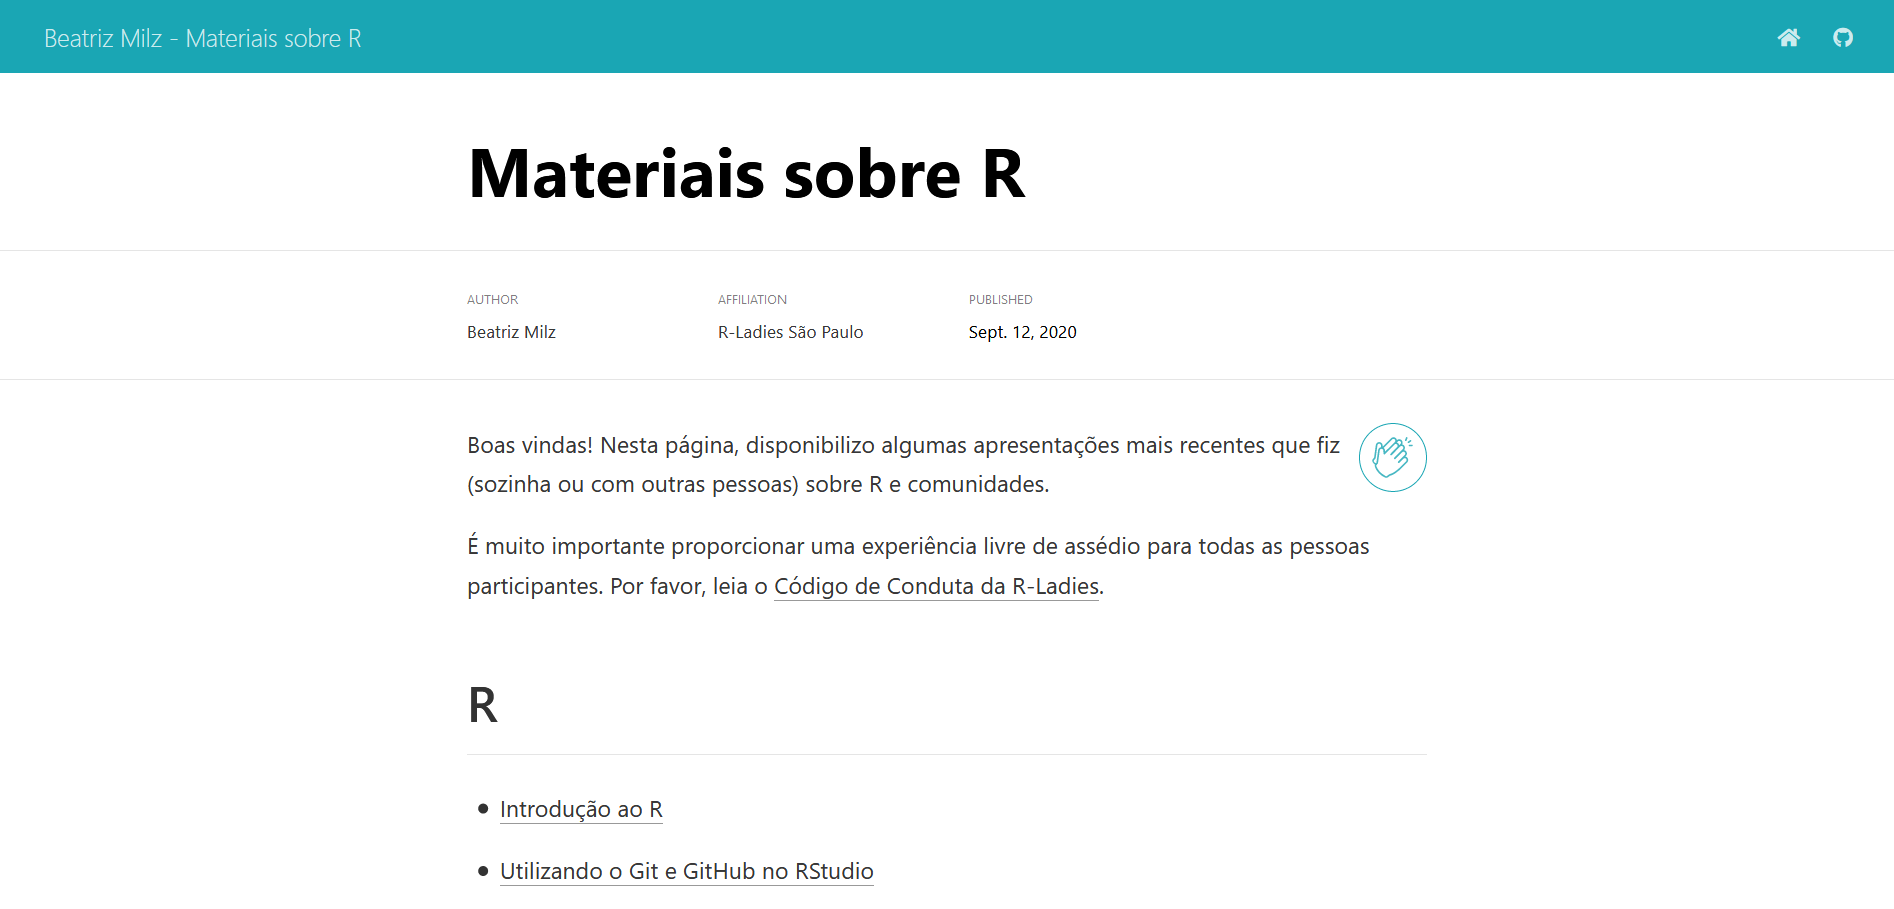 Beatriz Milz - Materiais sobre R
Materiais sobre R
AUTHOR
Beatriz Milz
AFFILIATION
R-Ladies São Paulo
PUBLISHED
Sept. 12, 2020
Boas vindas! Nesta página, disponibilizo algumas apresentações mais recentes que fiz
(sozinha ou com outras pessoas) sobre R e comunidades.
É muito importante proporcionar uma experiência livre de assédio para todas as pessoas
participantes. Por favor, leia o Código de Conduta da R-Ladies.
R
Introdução ao R
Utilizando o Git e GitHub no RStudio